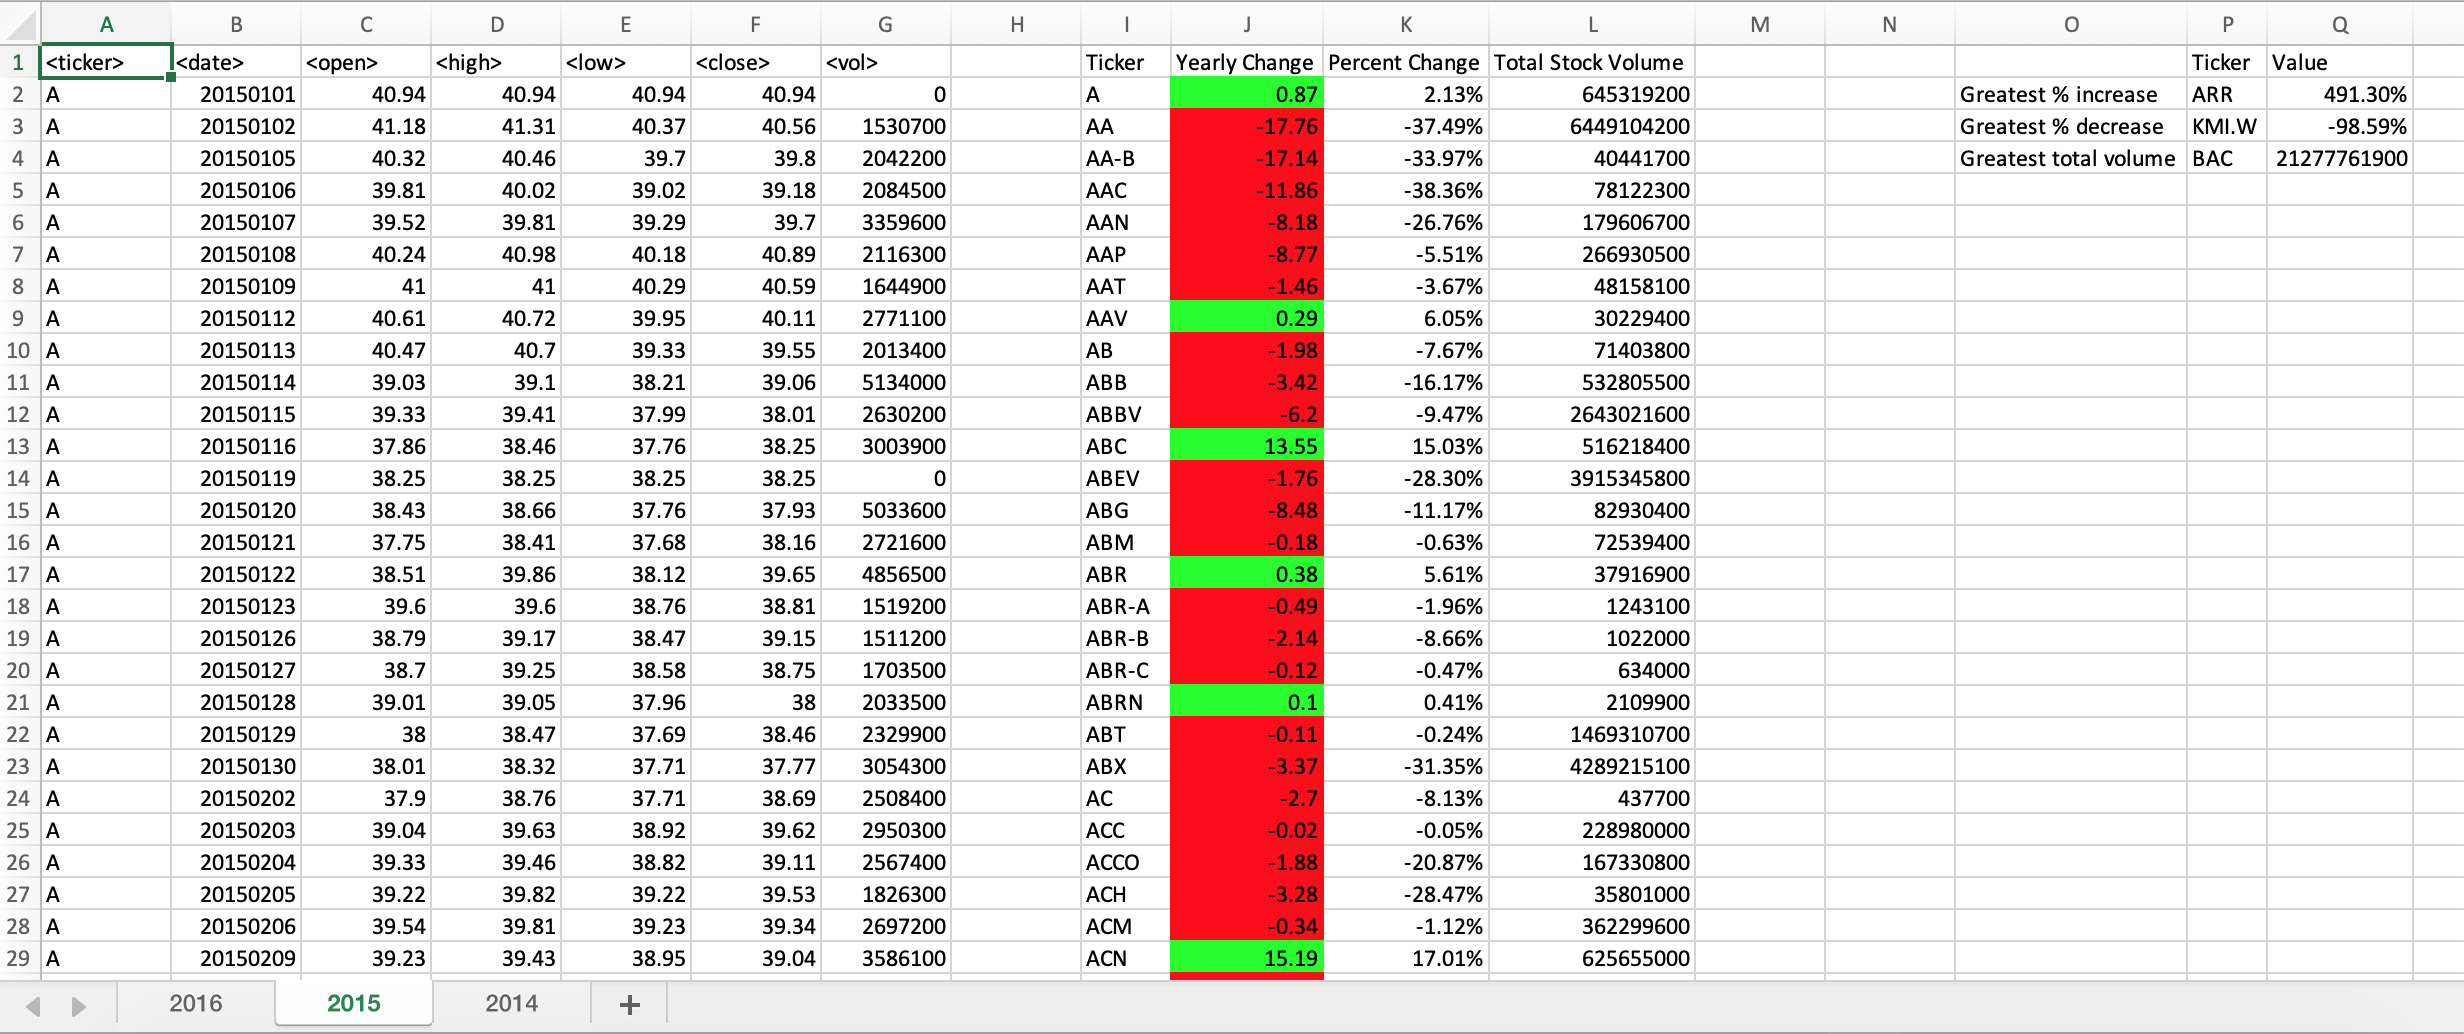 A B C D E F G H I J K L M N O P Q
1 <ticker> <date> <open> <high> <low> <close> <vol> Ticker Yearly Change Percent Change Total Stock Volume Ticker Value
2 A 20150101 40.94 40.94 40.94 40.94 0 A 0.87 2.13% 645319200 Greatest % increase ARR 491.30%
3 A 20150102 41.18 41.31 40.37 40.56 1530700 AA -17.76 -37.49% 6449104200 Greatest % decrease KMI.W -98.59%
4 A 20150105 40.32 40.46 39.7 39.8 2042200 AA-B -17.14 -33.97% 40441700 Greatest total volume BAC 21277761900
5 A 20150106 39.81 40.02 39.02 39.18 2084500 AAC -11.86 -38.36% 78122300
6 A 20150107 39.52 39.81 39.29 39.7 3359600 AAN -8.18 -26.76% 179606700
7 A 20150108 40.24 40.98 40.18 40.89 2116300 AAP -8.77 -5.51% 266930500
8 A 20150109 41 41 40.29 40.59 1644900 AAT -1.46 -3.67% 48158100
9 A 20150112 40.61 40.72 39.95 40.11 2771100 AAV 0.29 6.05% 30229400
10 A 20150113 40.47 40.7 39.33 39.55 2013400 AB -1.98 -7.67% 71403800
11 A 20150114 39.03 39.1 38.21 39.06 5134000 ABB -3.42 -16.17% 532805500
12 A 20150115 39.33 39.41 37.99 38.01 2630200 ABBV -6.2 -9.47% 2643021600
13 A 20150116 37.86 38.46 37.76 38.25 3003900 ABC 13.55 15.03% 516218400
14 A 20150119 38.25 38.25 38.25 38.25 0 ABEV -1.76 -28.30% 3915345800
15 A 20150120 38.43 38.66 37.76 37.93 5033600 ABG -8.48 -11.17% 82930400
16 A 20150121 37.75 38.41 37.68 38.16 2721600 ABM -0.18 -0.63% 72539400
17 A 20150122 38.51 39.86 38.12 39.65 4856500 ABR 0.38 5.61% 37916900
18 A 20150123 39.6 39.6 38.76 38.81 1519200 ABR-A -0.49 -1.96% 1243100
19 A 20150126 38.79 39.17 38.47 39.15 1511200 ABR-B -2.14 -8.66% 1022000
20 A 20150127 38.7 39.25 38.58 38.75 1703500 ABR-C -0.12 -0.47% 634000
21 A 20150128 39.01 39.05 37.96 38 2033500 ABRN 0.1 0.41% 2109900
22 A 20150129 38 38.47 37.69 38.46 2329900 ABT -0.11 -0.24% 1469310700
23 A 20150130 38.01 38.32 37.71 37.77 3054300 ABX -3.37 -31.35% 4289215100
24 A 20150202 37.9 38.76 37.71 38.69 2508400 AC -2.7 -8.13% 437700
25 A 20150203 39.04 39.63 38.92 39.62 2950300 ACC -0.02 -0.05% 228980000
26 A 20150204 39.33 39.46 38.82 39.11 2567400 ACCO -1.88 -20.87% 167330800
27 A 20150205 39.22 39.82 39.22 39.53 1826300 ACH -3.28 -28.47% 35801000
28 A 20150206 39.54 39.81 39.23 39.34 2697200 ACM -0.34 -1.12% 362299600
29 A 20150209 39.23 39.43 38.95 39.04 3586100 ACN 15.19 17.01% 625655000
2016 2015 2014 +